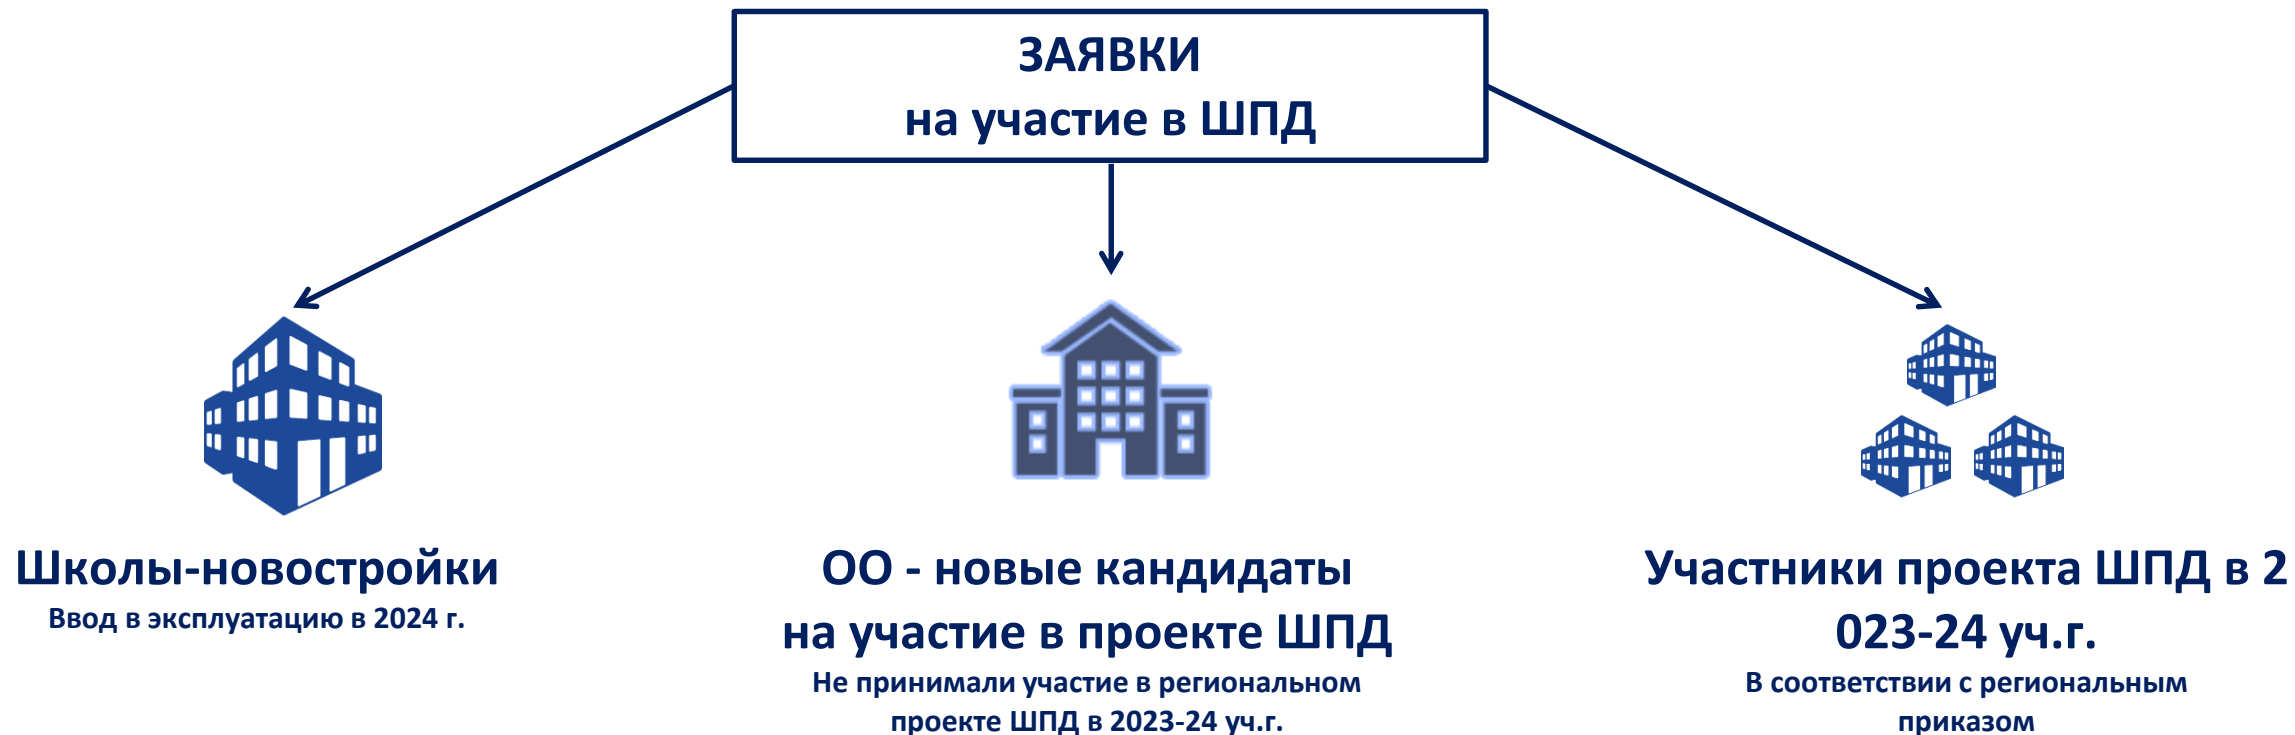 ЗАЯВКИ
на участие в ШПД
Школы-новостройки
Ввод в эксплуатацию в 2024 г.
ОО - новые кандидаты
на участие в проекте ШПД
Не принимали участие в региональном
проекте ШПД в 2023-24 уч.г.
Участники проекта ШПД в 2
023-24 уч.г.
В соответствии с региональным
приказом